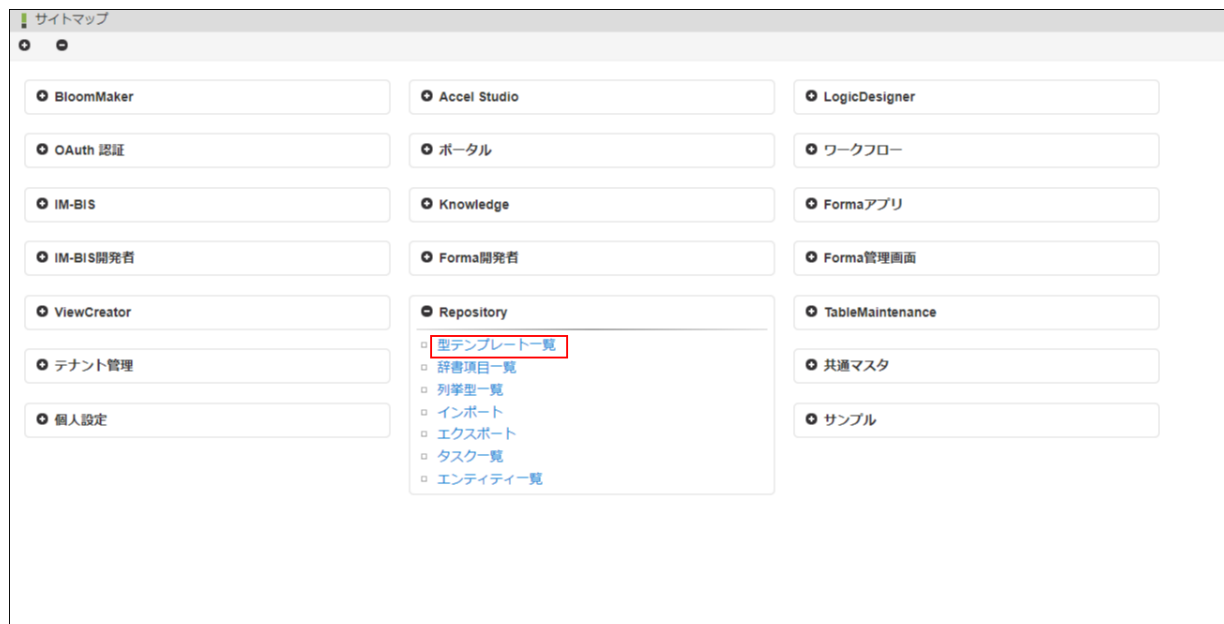 サイトマップ
BloomMaker
Accel Studio
LogicDesigner
OAuth 認証
ポータル
ワークフロー
IM-BIS
Knowledge
Formaアプリ
IM-BIS開発者
Forma開発者
Forma管理画面
ViewCreator
Repository
TableMaintenance
型テンプレート一覧
辞書項目一覧
列挙型一覧
インポート
エクスポート
タスク一覧
エンティティ一覧
テナント管理
共通マスタ
個人設定
サンプル